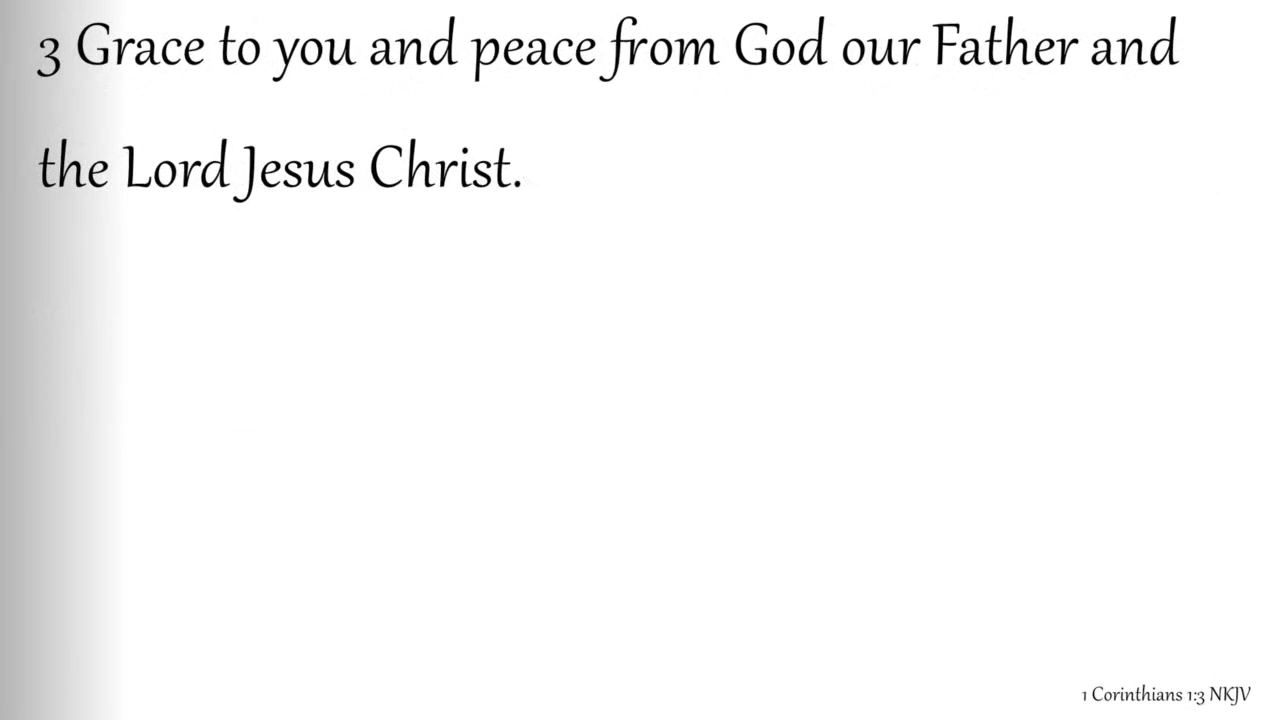 3 Grace to you and peace from God our Father and
the Lord Jesus Christ.
1 Corinthians 1:3 NKJV